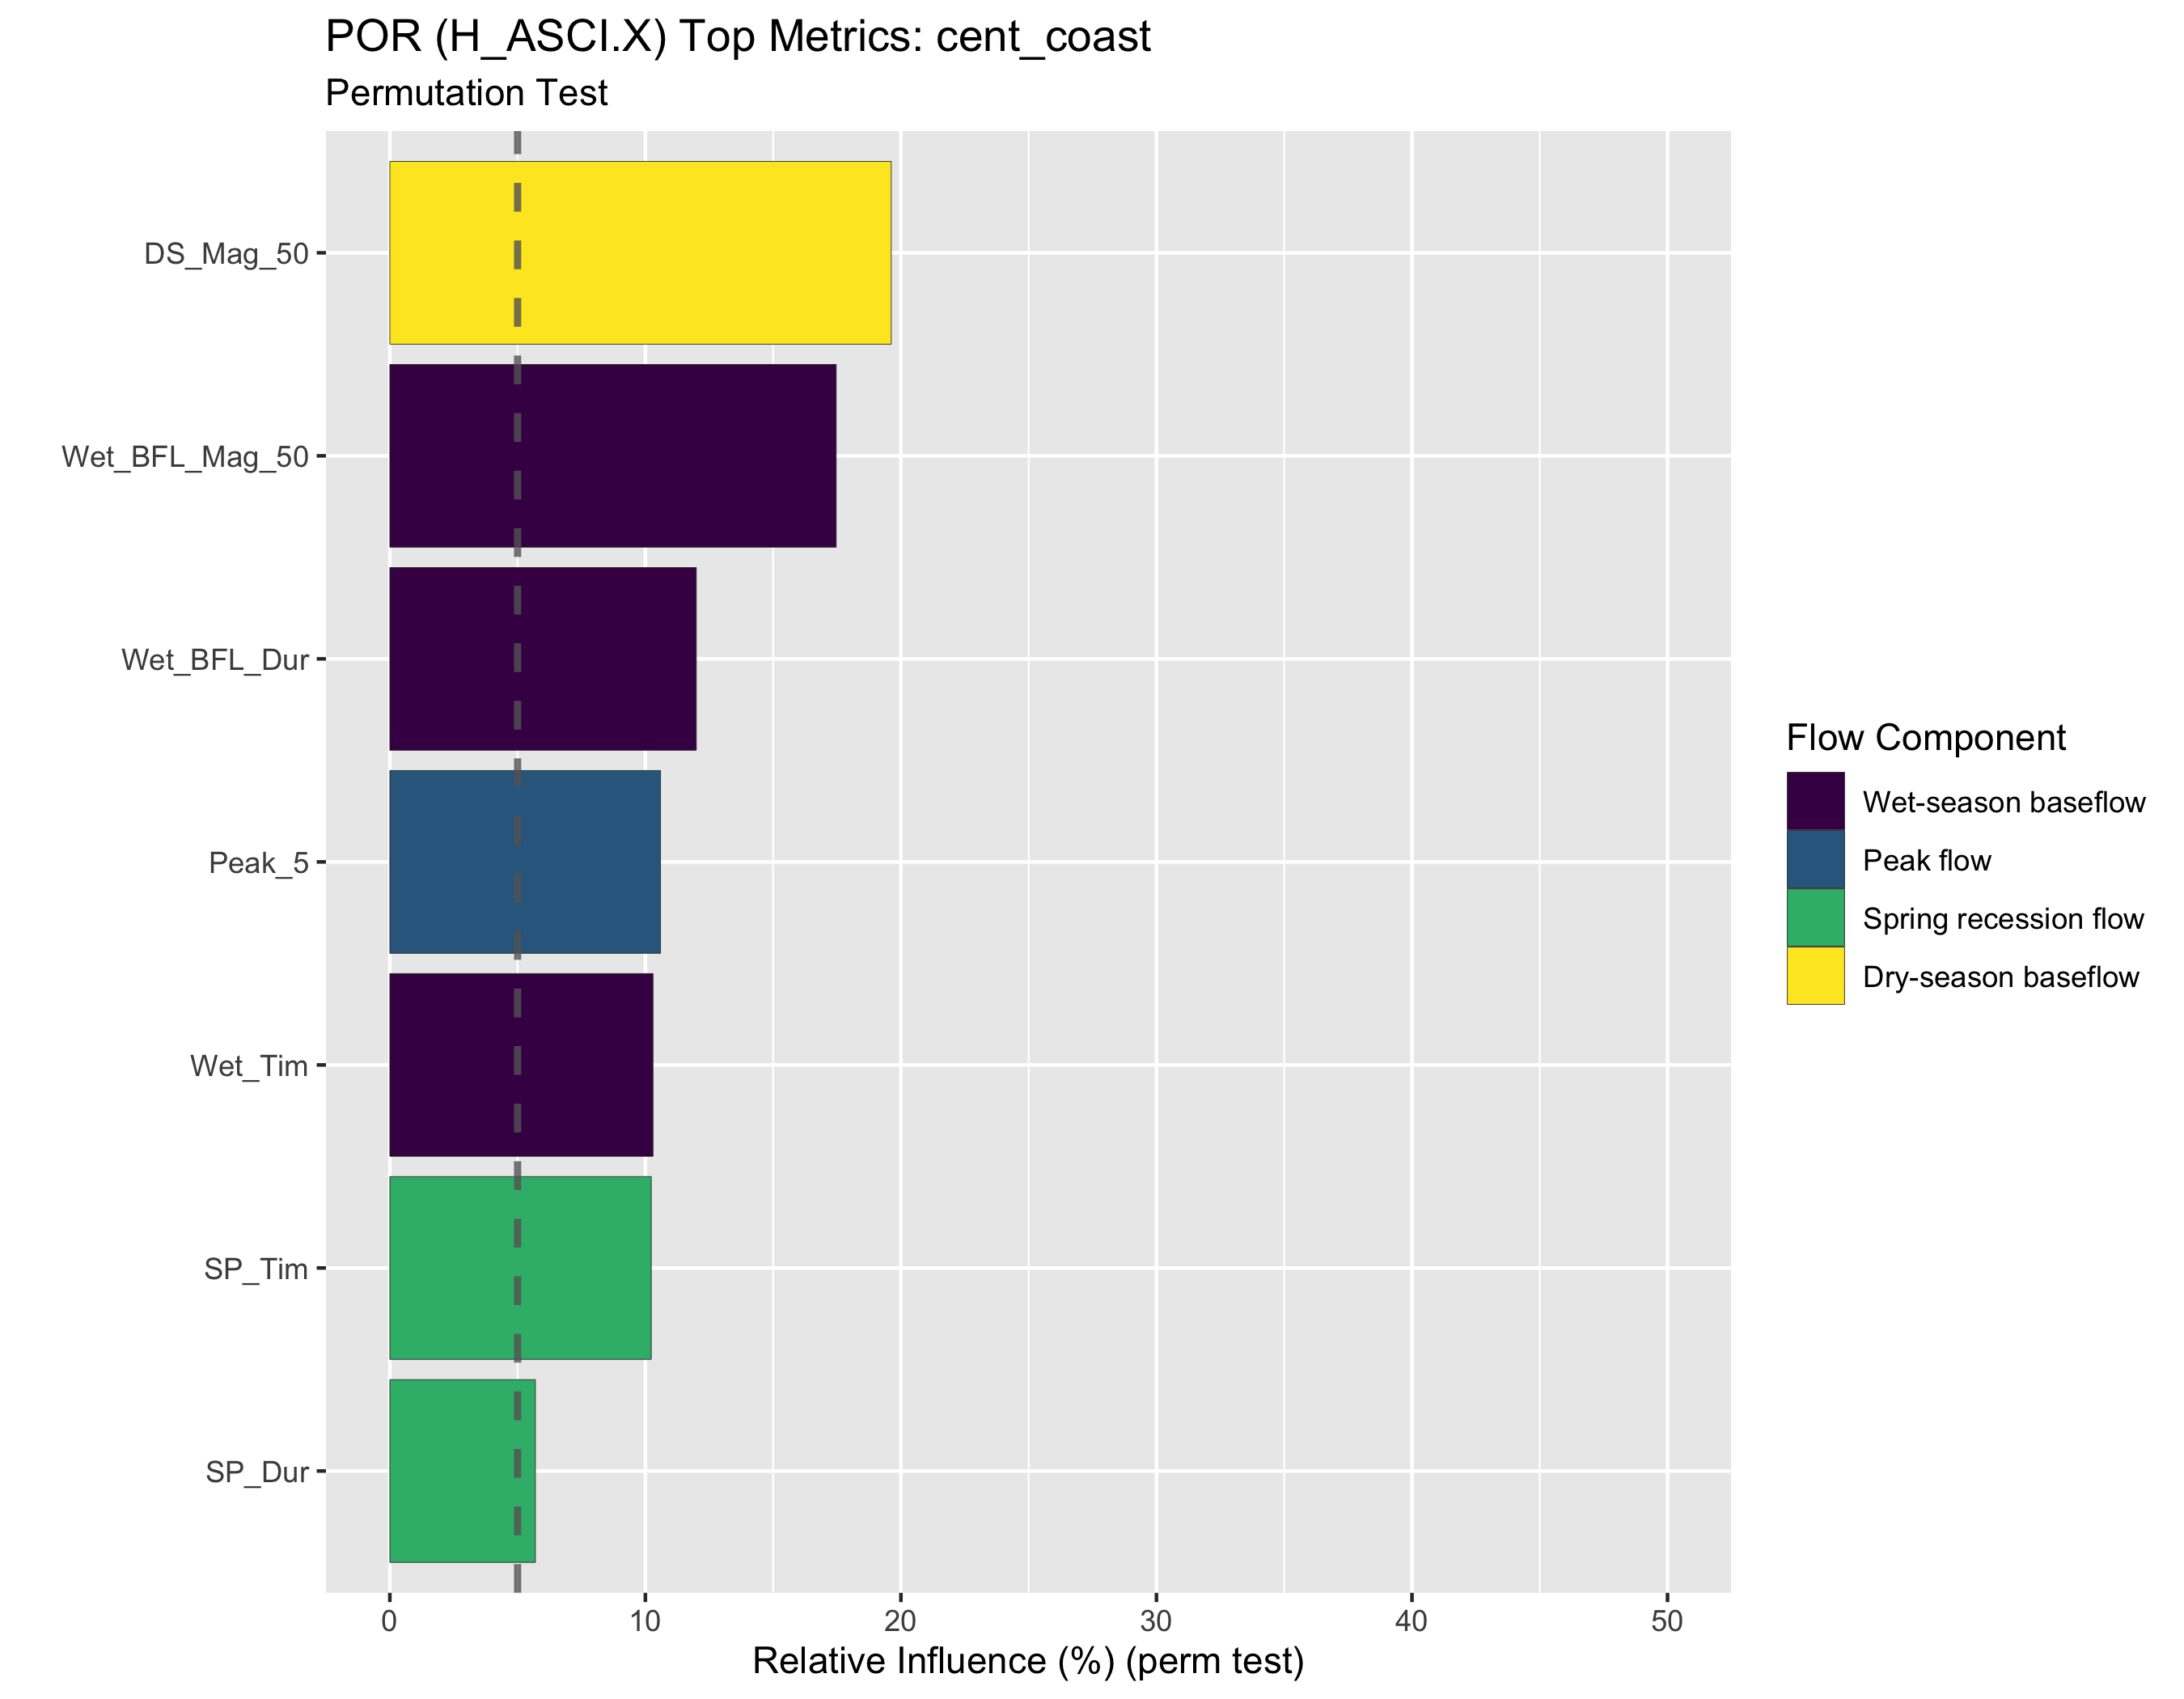 POR (H_ASCI.X) Top Metrics: cent_coast
Permutation Test
DS_Mag_50
Wet_BFL_Mag_50
Wet_BFL_Dur
Peak_5
Wet_Tim
SP_Tim
SP_Dur
0 10 20 30 40 50
Relative Influence (%) (perm test)
Flow Component
Wet-season baseflow
Peak flow
Spring recession flow
Dry-season baseflow